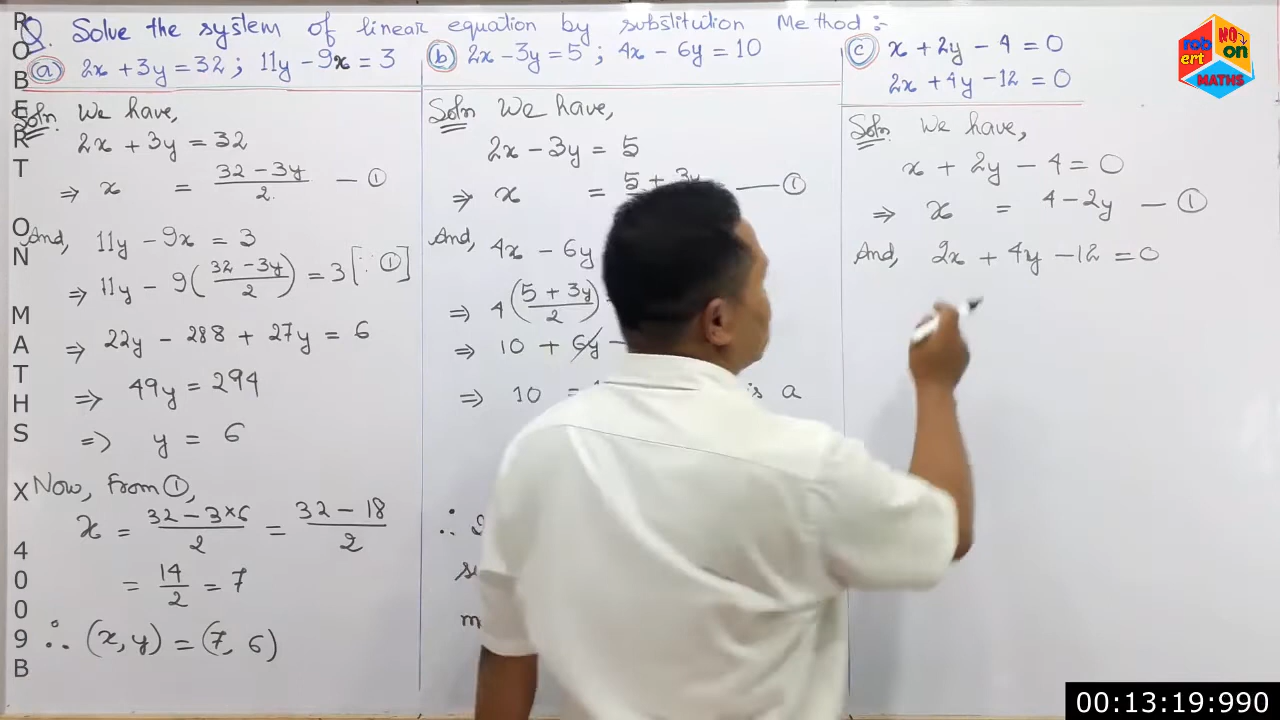 Q. Solve the system of linear equation by substitution Method :-
(a) 2x + 3y = 32 ; 11y - 9x = 3
Soln. We have,
2x + 3y = 32
⇒ x = (32 - 3y)/2. — ①
And, 11y - 9x = 3
⇒ 11y - 9((32 - 3y)/2) = 3 [∵ ①]
⇒ 22y - 288 + 27y = 6
⇒ 49y = 294
=> y = 6
Now, From ①,
x = (32 - 3×6)/2 = (32 - 18)/2
= 14/2 = 7
∴ (x, y) = (7, 6)
(b) 2x - 3y = 5 ; 4x - 6y = 10
Soln We have,
2x - 3y = 5
⇒ x = 5 + 3y — ①
And, 4x - 6y
⇒ 4((5 + 3y)/2)
⇒ 10 + 6y -
⇒ 10 = is a
∴
(c) x + 2y - 4 = 0
2x + 4y - 12 = 0
Soln We have,
x + 2y - 4 = 0
⇒ x = 4 - 2y — ①
And, 2x + 4y - 12 = 0
ROBERT ON MATHS X 4009B
rob ert NO on MATHS
00:13:19:990